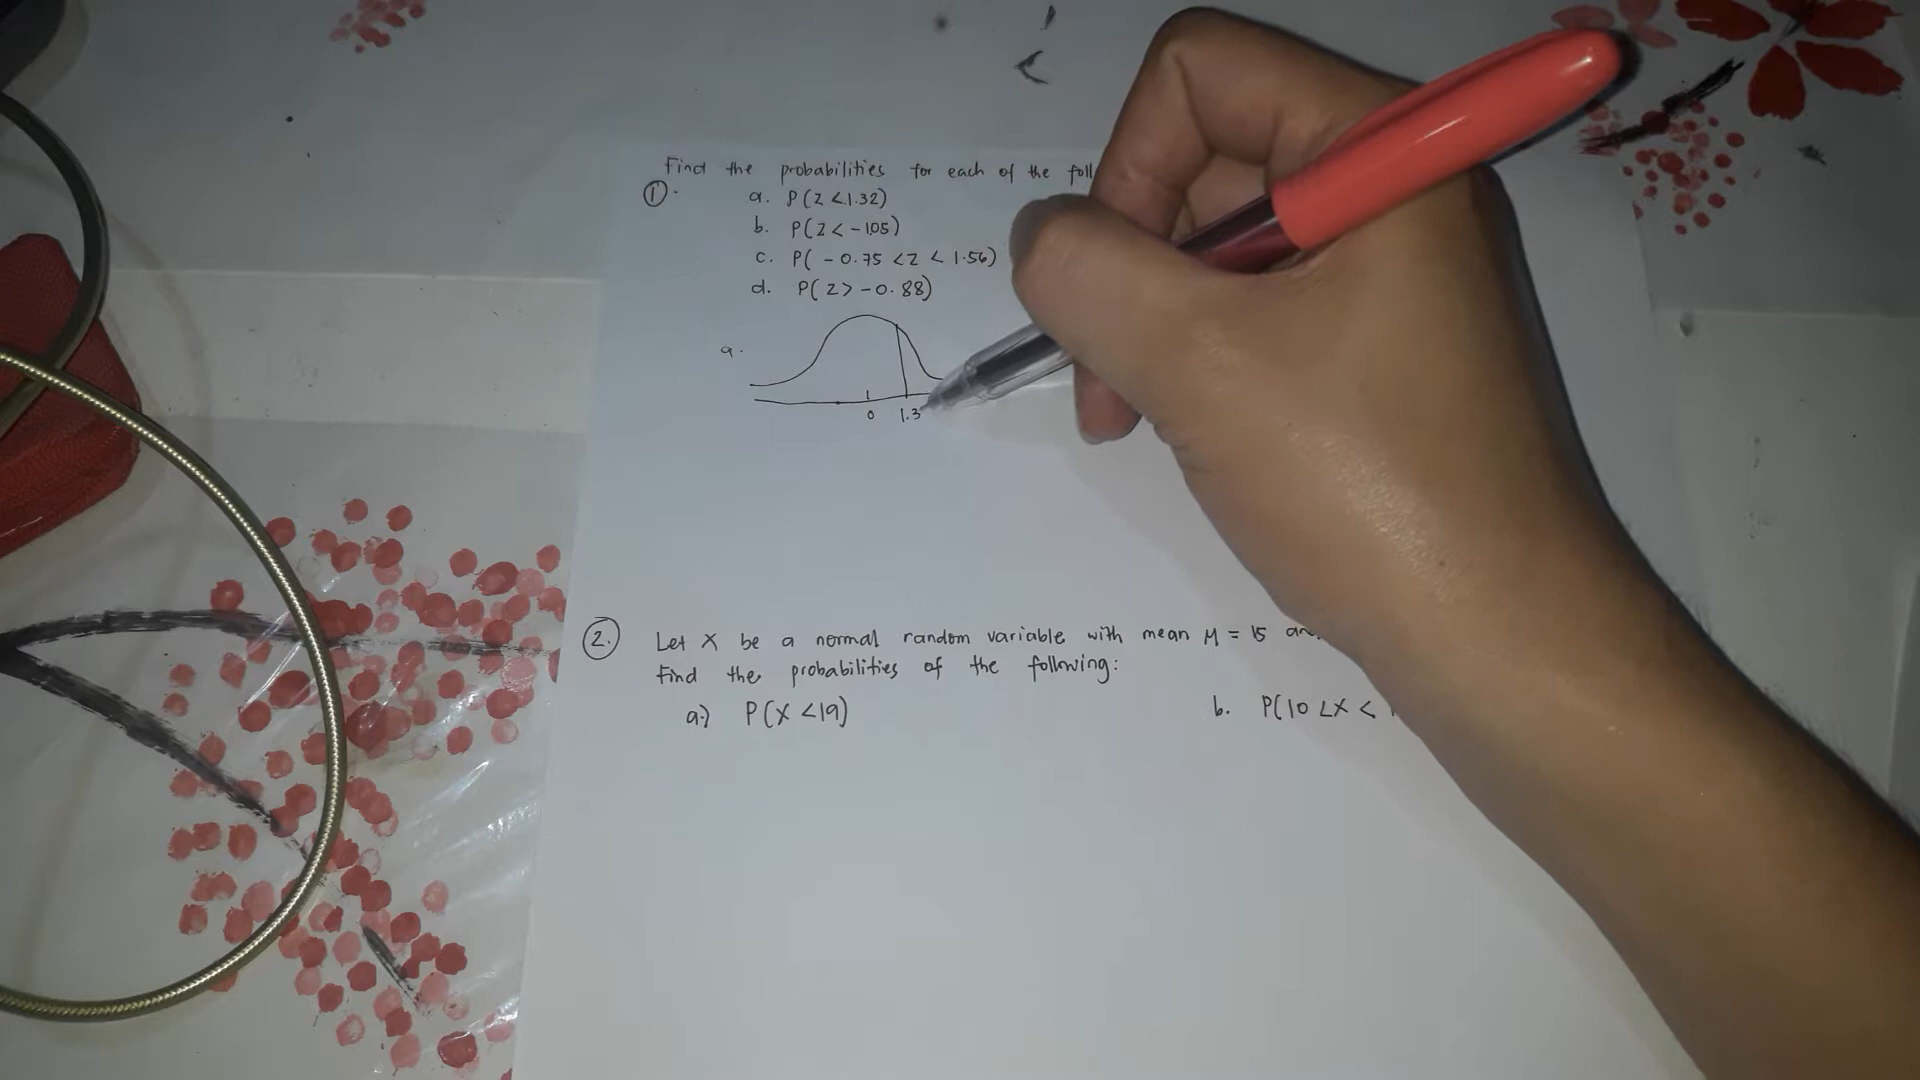 Find the probabilities for each of the
1. a. P(Z < 1.32)
b. P(Z < -1.05)
c. P( -0.75 < Z < 1.56)
d. P( Z > -0.88)
a.
0 1.3
2. Let X be a normal random variable with mean μ = 15
Find the probabilities of the following:
a.) P(X < 19)
b. P(10 < X <